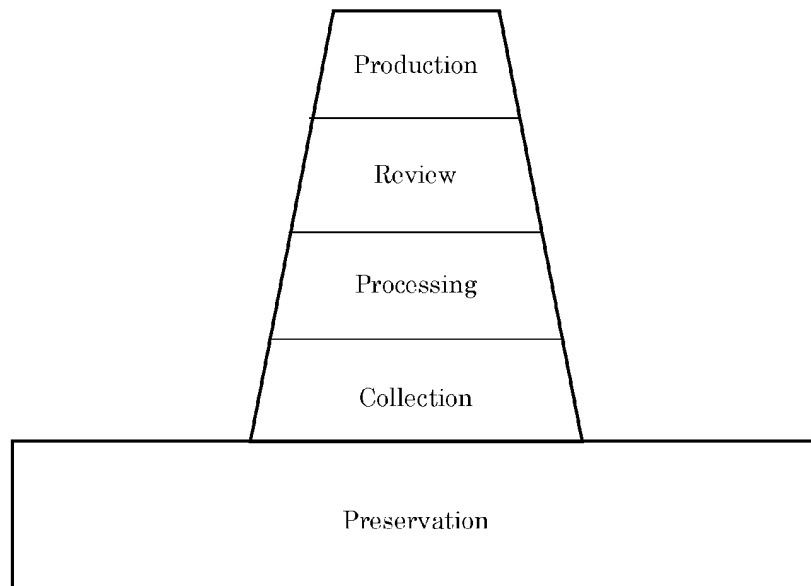 Production
Review
Processing
Collection
Preservation